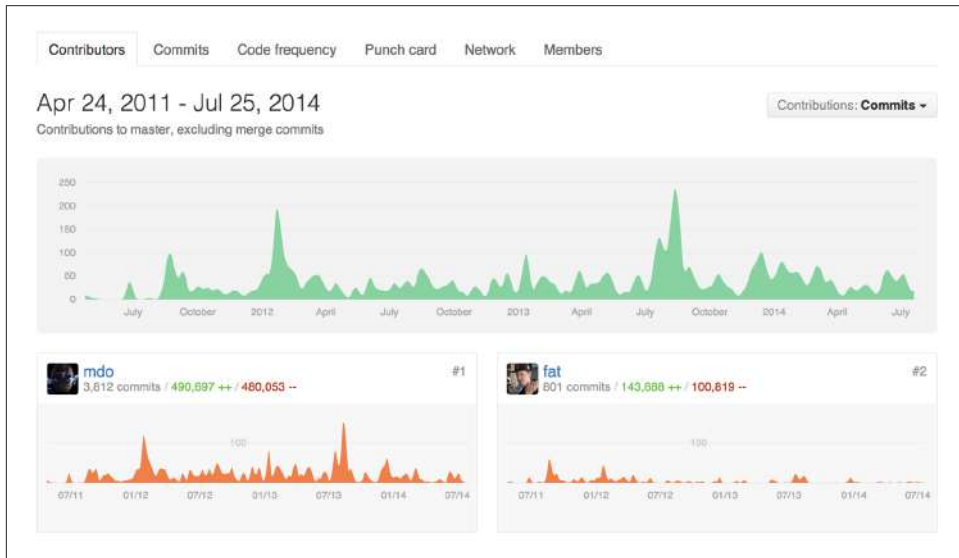 Contributors Commits Code frequency Punch card Network Members
Apr 24, 2011 - Jul 25, 2014
Contributions: Commits
Contributions to master, excluding merge commits
250
200
150
100
50
0
July October 2012 April July October 2013 April July October 2014 April July
mdo #1
3,612 commits / 490,697 ++ / 480,053 --
100
07/11 01/12 07/12 01/13 07/13 01/14 07/14
fat #2
801 commits / 143,688 ++ / 100,819 --
100
07/11 01/12 07/12 01/13 07/13 01/14 07/14